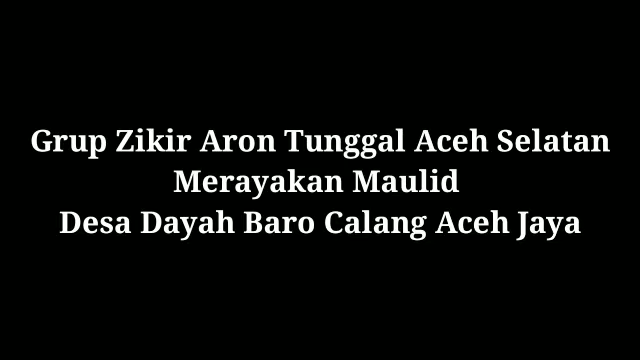 Grup Zikir Aron Tunggal Aceh Selatan
Merayakan Maulid
Desa Dayah Baro Calang Aceh Jaya